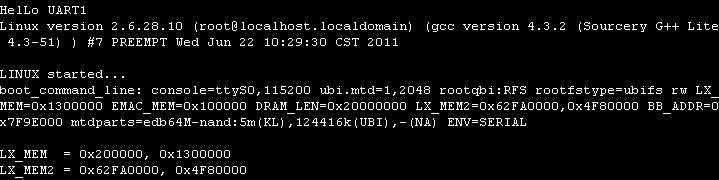 HelLo UART1
Linux version 2.6.28.10 (root@localhost.localdomain) (gcc version 4.3.2 (Sourcery G++ Lite
 4.3-51) ) #7 PREEMPT Wed Jun 22 10:29:30 CST 2011
LINUX started...
boot_command_line: console=ttyS0,115200 ubi.mtd=1,2048 rootqbi:RFS rootfstype=ubifs rw LX_
MEM=0x1300000 EMAC_MEM=0x100000 DRAM_LEN=0x20000000 LX_MEM2=0x62FA0000,0x4F80000 BB_ADDR=0
x7F9E000 mtdparts=edb64M-nand:5m(KL),124416k(UBI),-(NA) ENV=SERIAL
LX_MEM  = 0x200000, 0x1300000
LX_MEM2 = 0x62FA0000, 0x4F80000